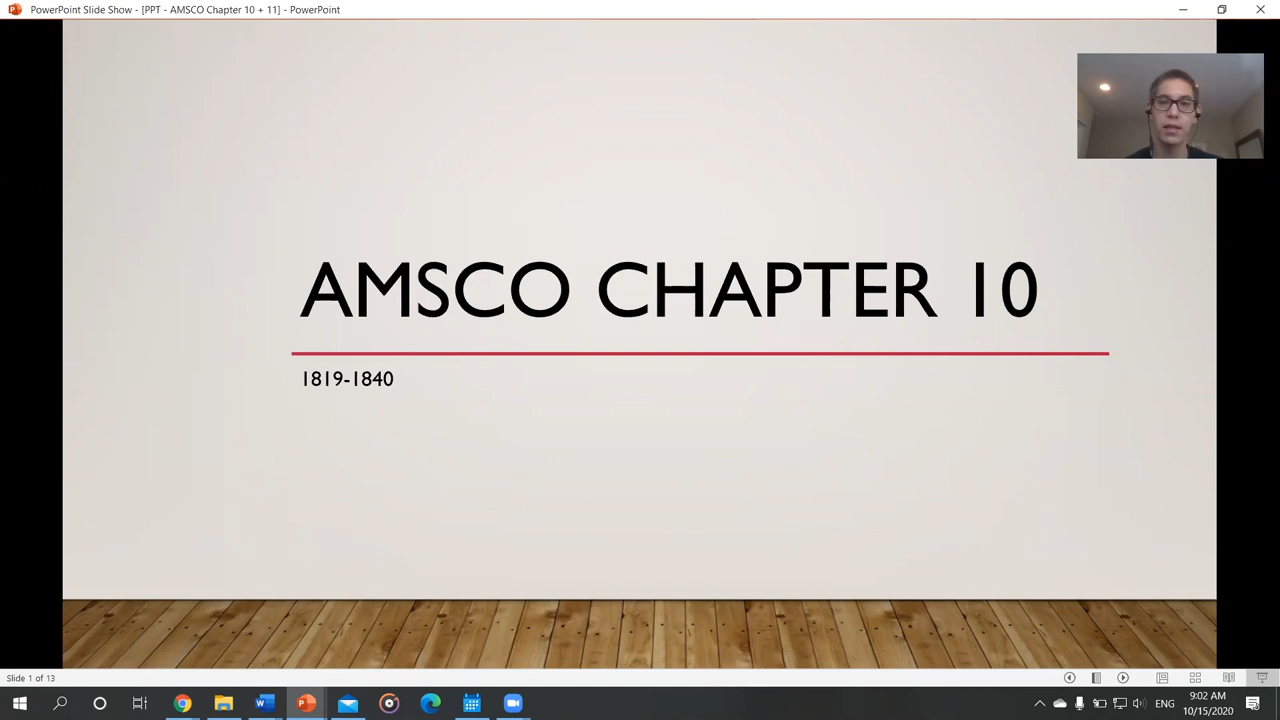 PowerPoint Slide Show - [PPT - AMSCO Chapter 10 + 11] - PowerPoint
AMSCO CHAPTER 10
1819-1840
Slide 1 of 13
ENG
9:02 AM
10/15/2020